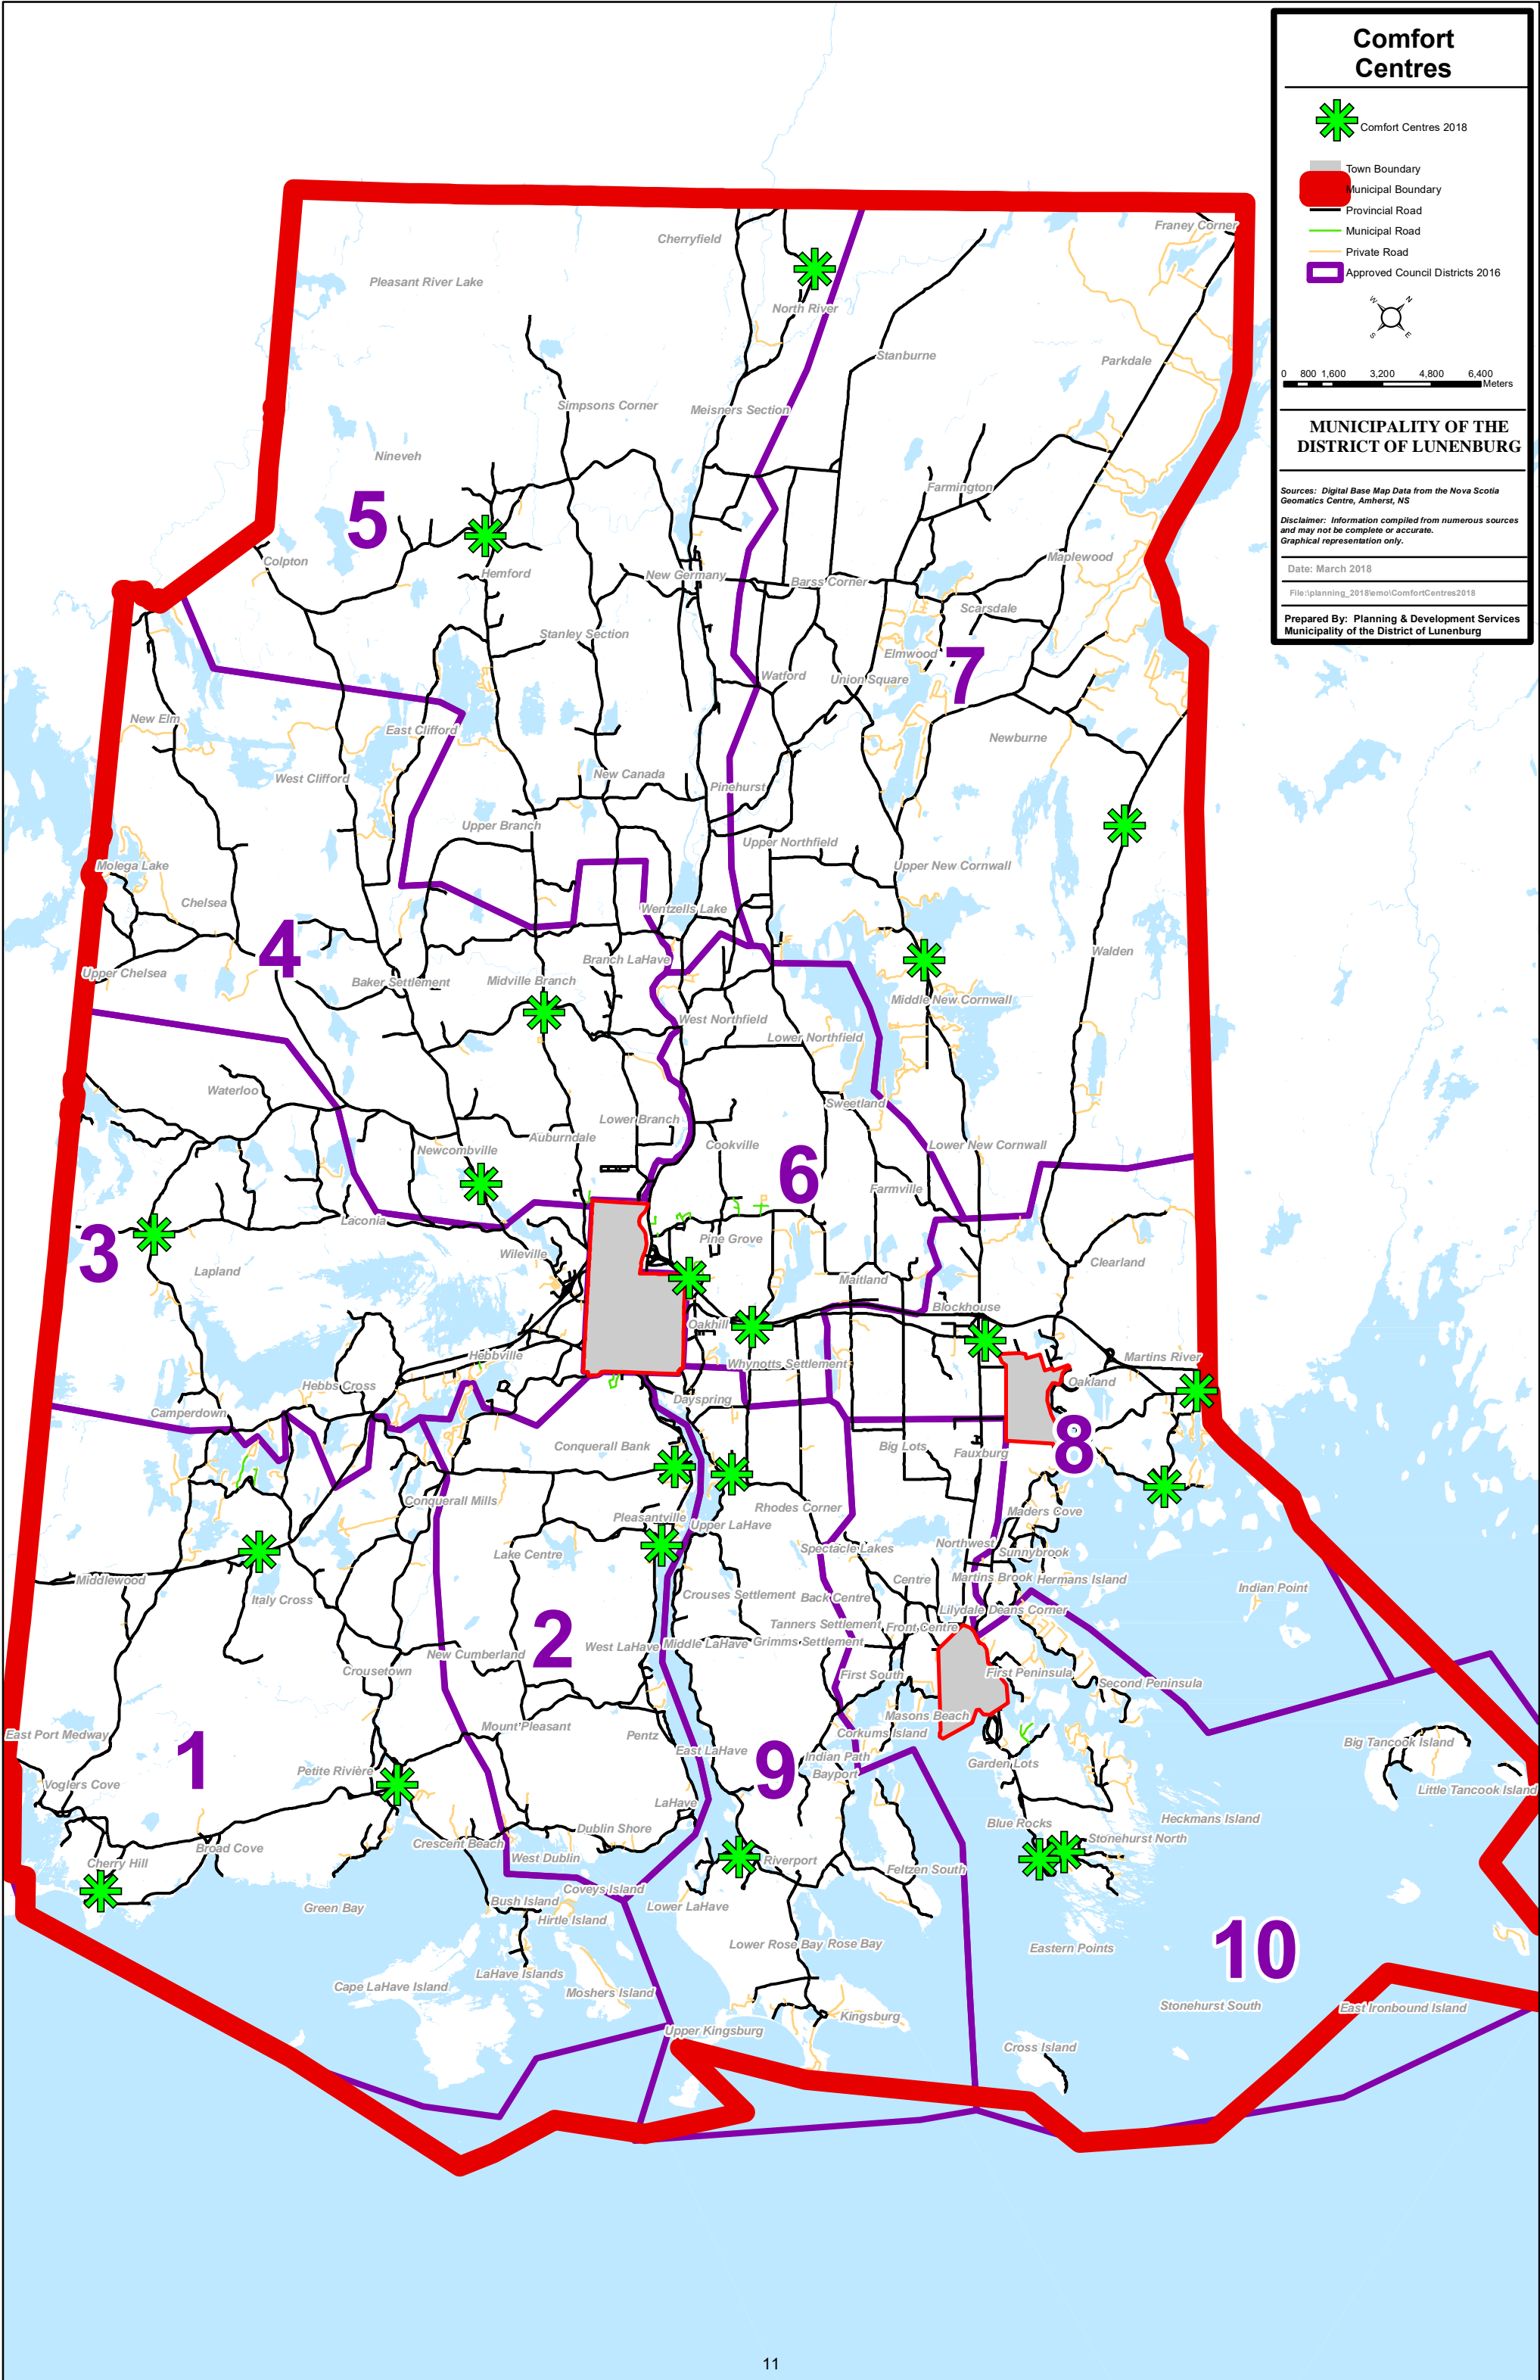 Comfort
Centres
Comfort Centres 2018
Town Boundary
Municipal Boundary
Provincial Road
Municipal Road
Private Road
Approved Council Districts 2016
W N
S E
0 800 1,600 3,200 4,800 6,400
Meters
MUNICIPALITY OF THE
DISTRICT OF LUNENBURG
Sources: Digital Base Map Data from the Nova Scotia
Geomatics Centre, Amherst, NS
Disclaimer: Information compiled from numerous sources
and may not be complete or accurate.
Graphical representation only.
Date: March 2018
File:\planning_2018\emo\ComfortCentres2018
Prepared By: Planning & Development Services
Municipality of the District of Lunenburg
Franey Corner
Cherryfield
Pleasant River Lake
North River
Stanburne
Parkdale
Simpsons Corner
Meisners Section
Nineveh
Farmington
5
Colpton
Hemford
New Germany
Barss Corner
Maplewood
Scarsdale
Stanley Section
Elmwood
7
Watford
Union Square
New Elm
East Clifford
Newburne
West Clifford
New Canada
Pinehurst
Upper Branch
Upper Northfield
Molega Lake
Upper New Cornwall
Chelsea
Wentzells Lake
4
Walden
Branch LaHave
Upper Chelsea
Baker Settlement
Midville Branch
Middle New Cornwall
West Northfield
Lower Northfield
Waterloo
Sweetland
Lower Branch
Auburndale
Cookville
Lower New Cornwall
Newcombville
6
Farmville
Laconia
3
Wileville
Pine Grove
Clearland
Lapland
Maitland
Blockhouse
Oakhill
Hebbville
Whynotts Settlement
Martins River
Hebbs Cross
Oakland
Camperdown
Dayspring
8
Conquerall Bank
Big Lots
Fauxburg
Conquerall Mills
Rhodes Corner
Maders Cove
Pleasantville
Upper LaHave
Lake Centre
Spectacle Lakes
Northwest
Sunnybrook
Middlewood
Italy Cross
Centre
Martins Brook
Hermans Island
Indian Point
Crouses Settlement
Back Centre
Lilydale
Deans Corner
2
Tanners Settlement
Front Centre
West LaHave
Middle LaHave
Grimms Settlement
New Cumberland
Crousetown
First South
First Peninsula
Second Peninsula
Masons Beach
East Port Medway
Mount Pleasant
Pentz
Corkums Island
Big Tancook Island
1
East LaHave
9
Indian Path
Garden Lots
Petite Rivière
Bayport
Voglers Cove
Little Tancook Island
LaHave
Heckmans Island
Blue Rocks
Dublin Shore
Stonehurst North
Crescent Beach
Broad Cove
West Dublin
Riverport
Cherry Hill
Feltzen South
Coveys Island
Bush Island
Green Bay
Lower LaHave
Hirtle Island
10
Lower Rose Bay
Rose Bay
Eastern Points
LaHave Islands
Cape LaHave Island
Moshers Island
Stonehurst South
East Ironbound Island
Kingsburg
Upper Kingsburg
Cross Island
11